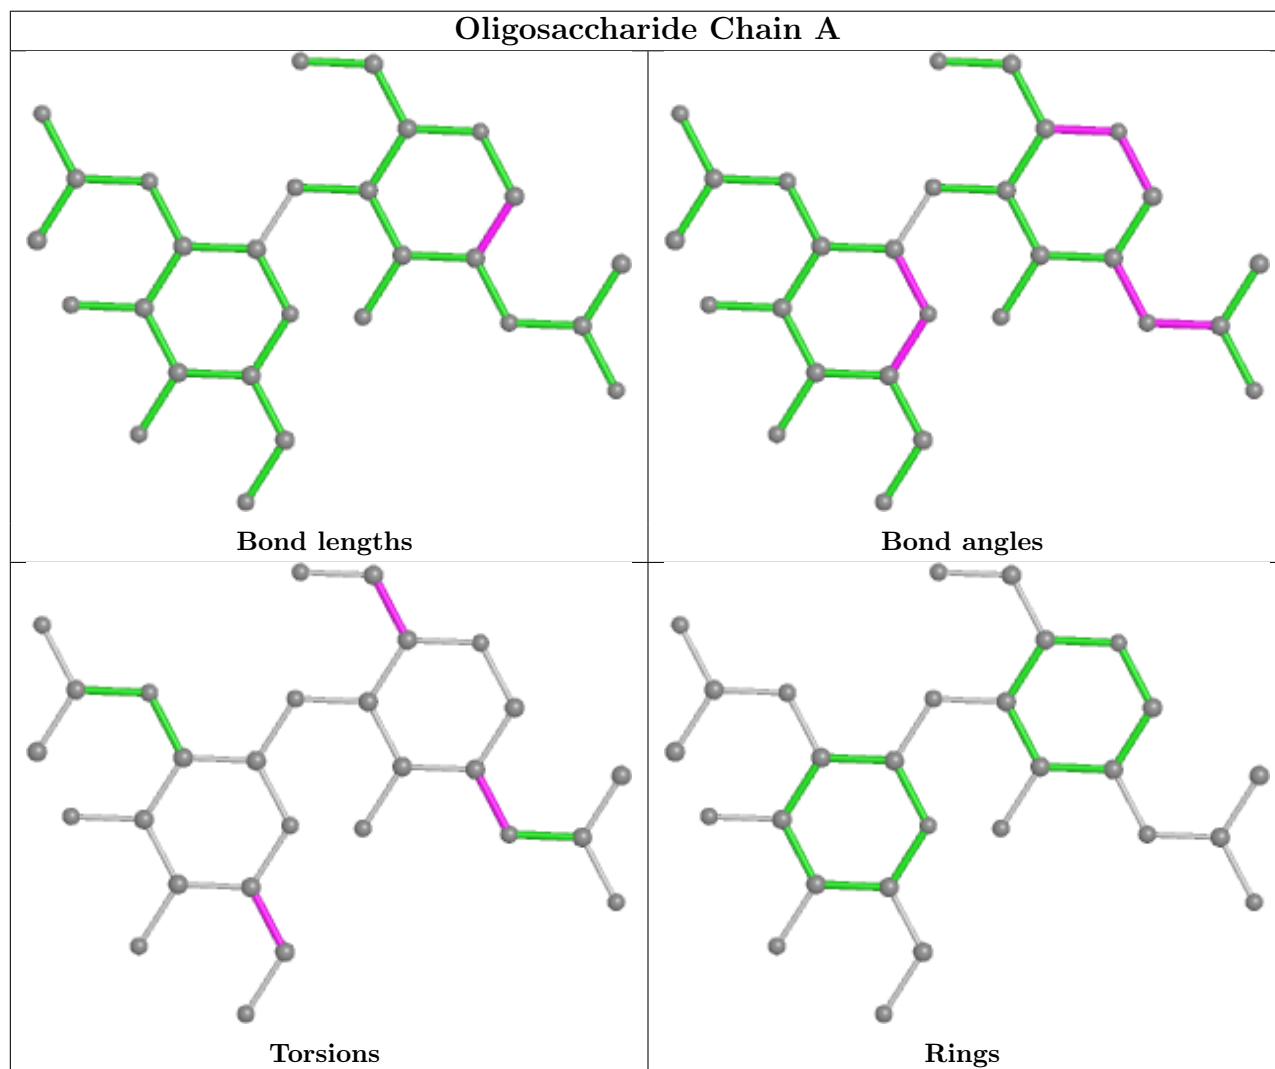 Oligosaccharide Chain A
Bond lengths
Bond angles
Torsions
Rings